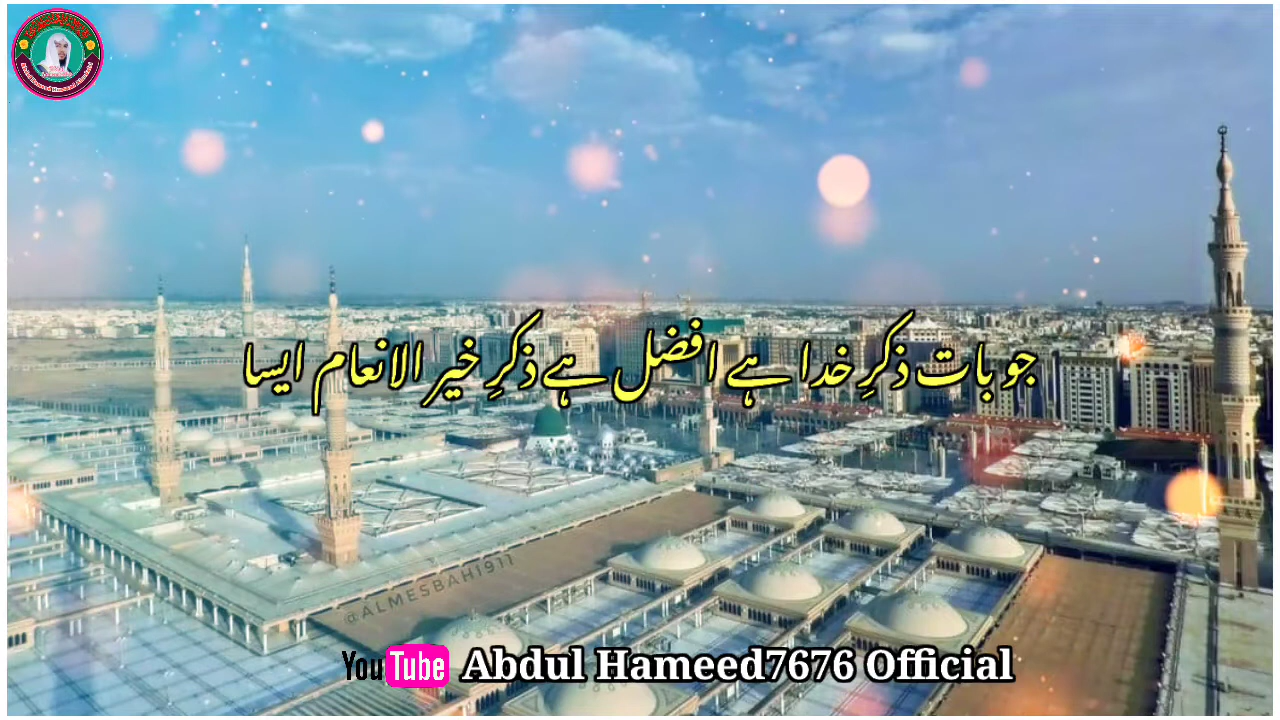 جو بات ذکرِ خدا ہے افضل ہے ذکرِ خیر الانعام ایسا
@ALMESBAH1911
YouTube Abdul Hameed7676 Official